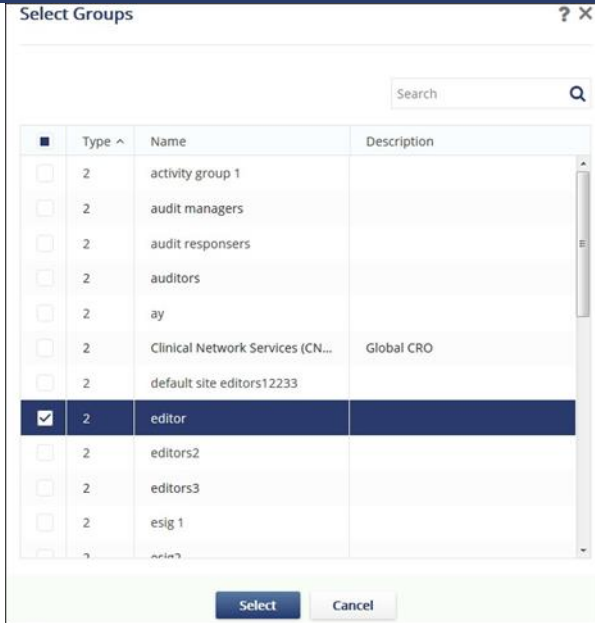 Select Groups ? ×
Search
Type Name Description
2 activity group 1
2 audit managers
2 audit responsers
2 auditors
2 ay
2 Clinical Network Services (CN... Global CRO
2 default site editors12233
2 editor
2 editors2
2 editors3
2 esig 1
2 esig2
Select Cancel